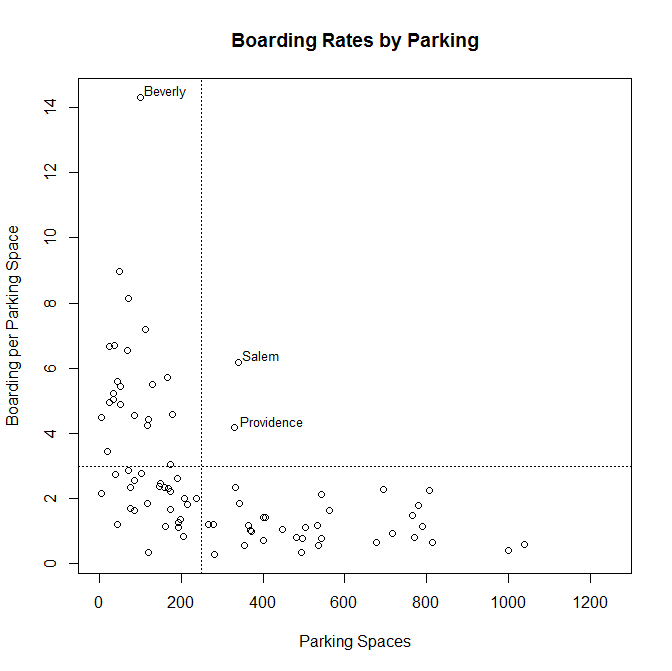 Boarding Rates by Parking
Beverly
Salem
Providence
Boarding per Parking Space
14
12
10
8
6
4
2
0
0 200 400 600 800 1000 1200
Parking Spaces